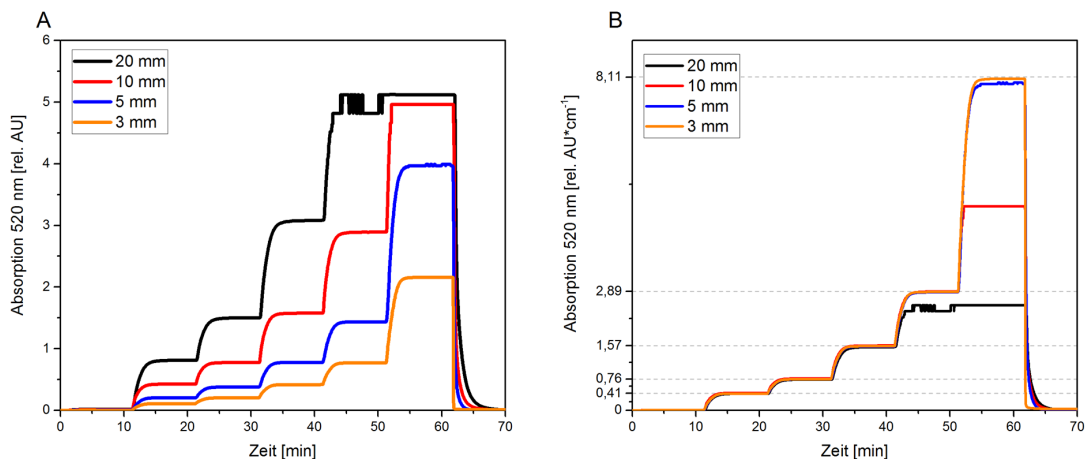 A
Absorption 520 nm [rel. AU]
6
5
4
3
2
1
0
20 mm
10 mm
5 mm
3 mm
0 10 20 30 40 50 60 70
Zeit [min]
B
Absorption 520 nm [rel. AU*cm⁻¹]
8,11
2,89
1,57
0,76
0,41
0
20 mm
10 mm
5 mm
3 mm
0 10 20 30 40 50 60 70
Zeit [min]